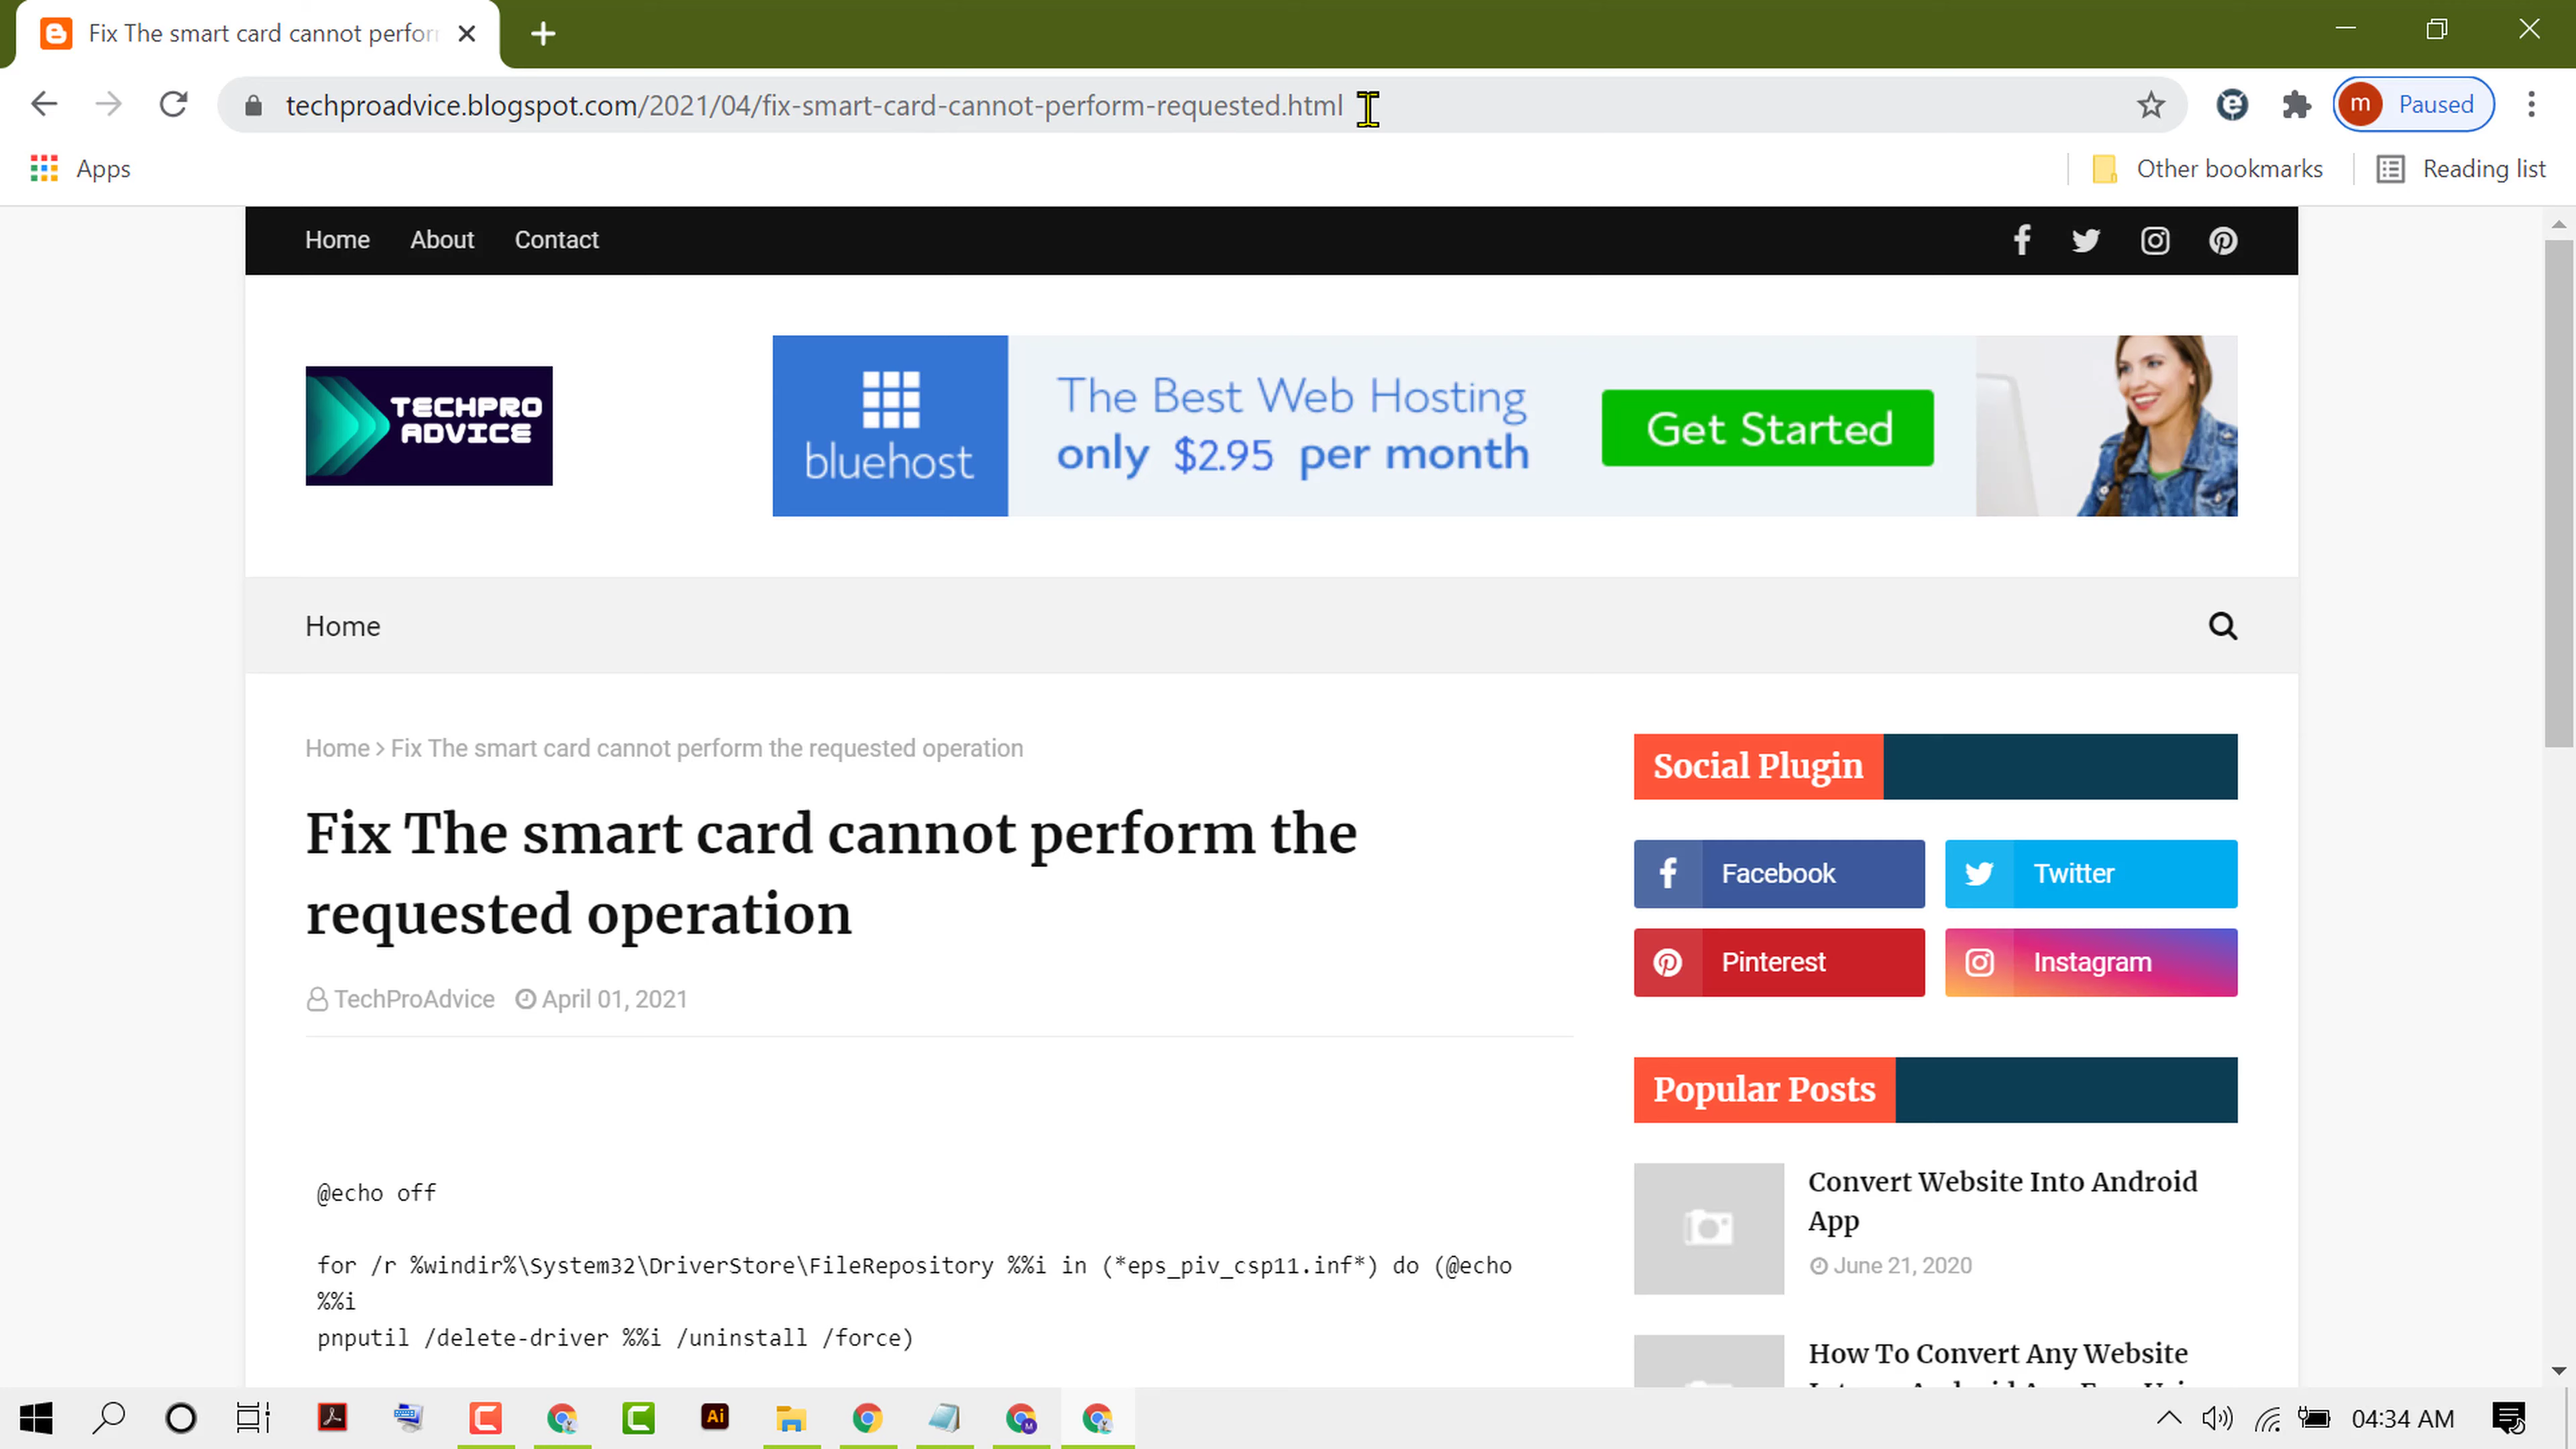 Fix The smart card cannot perfor
techproadvice.blogspot.com/2021/04/fix-smart-card-cannot-perform-requested.html
m Paused
Apps
Other bookmarks
Reading list
Home About Contact
TECHPRO
ADVICE
bluehost
The Best Web Hosting
only $2.95 per month
Get Started
Home
Home > Fix The smart card cannot perform the requested operation
Fix The smart card cannot perform the
requested operation
TechProAdvice April 01, 2021
@echo off
for /r %windir%\System32\DriverStore\FileRepository %%i in (*eps_piv_csp11.inf*) do (@echo
%%i
pnputil /delete-driver %%i /uninstall /force)
Social Plugin
Facebook
Twitter
Pinterest
Instagram
Popular Posts
Convert Website Into Android
App
June 21, 2020
How To Convert Any Website
Ai
04:34 AM